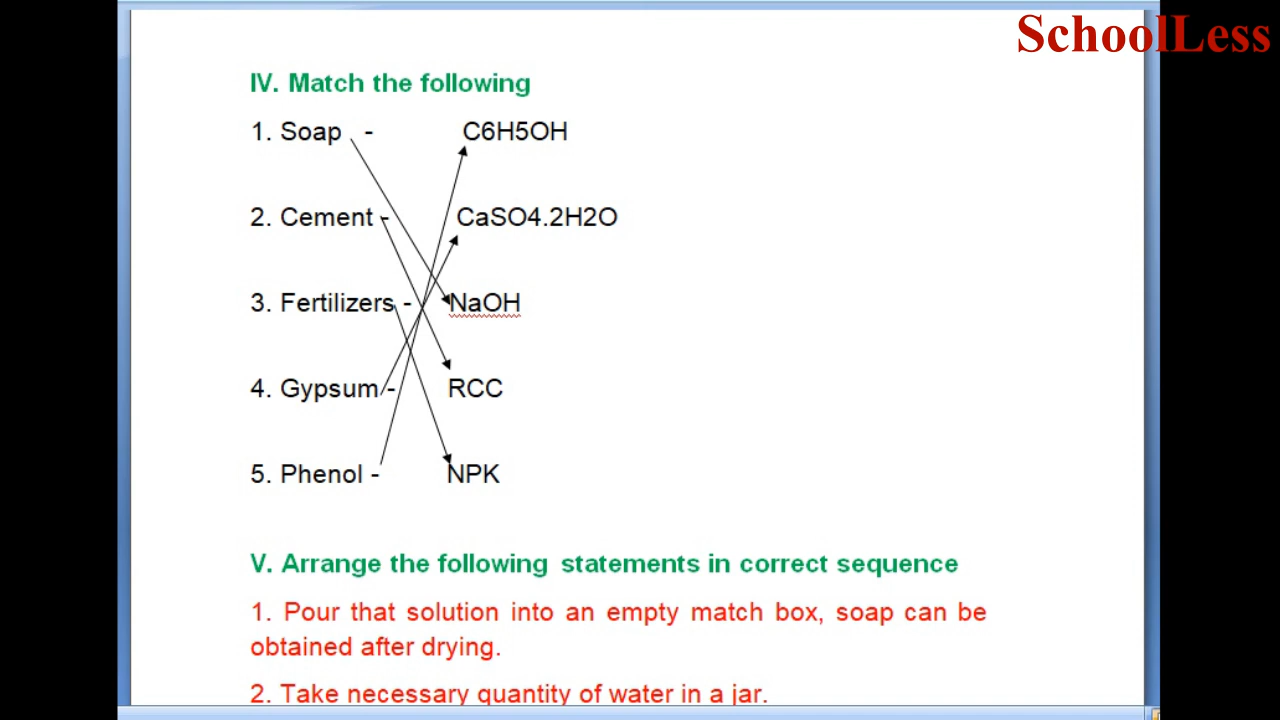 SchoolLess
IV. Match the following
1. Soap - C6H5OH
2. Cement - CaSO4.2H2O
3. Fertilizers - NaOH
4. Gypsum - RCC
5. Phenol - NPK
V. Arrange the following statements in correct sequence
1. Pour that solution into an empty match box, soap can be
obtained after drying.
2. Take necessary quantity of water in a jar.